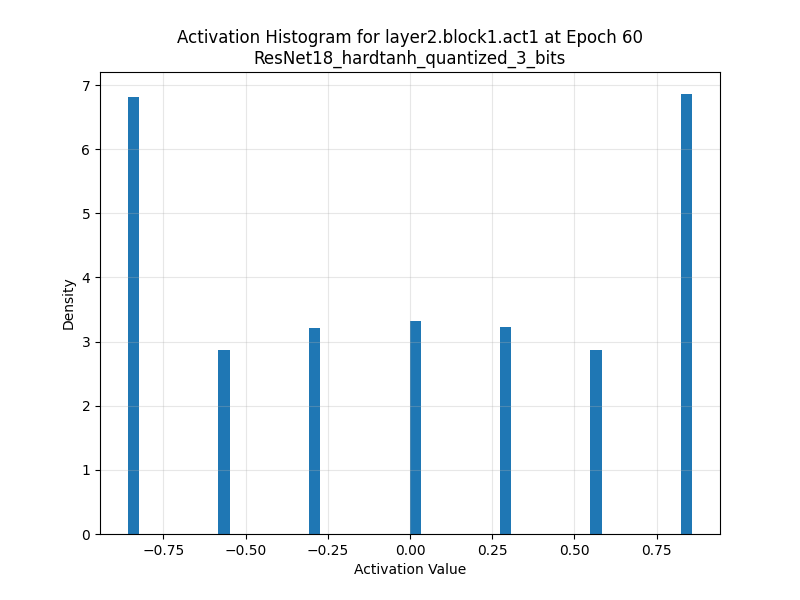 Activation Histogram for layer2.block1.act1 at Epoch 60
ResNet18_hardtanh_quantized_3_bits
7
6
5
4
3
2
1
0
Density
−0.75 −0.50 −0.25 0.00 0.25 0.50 0.75
Activation Value